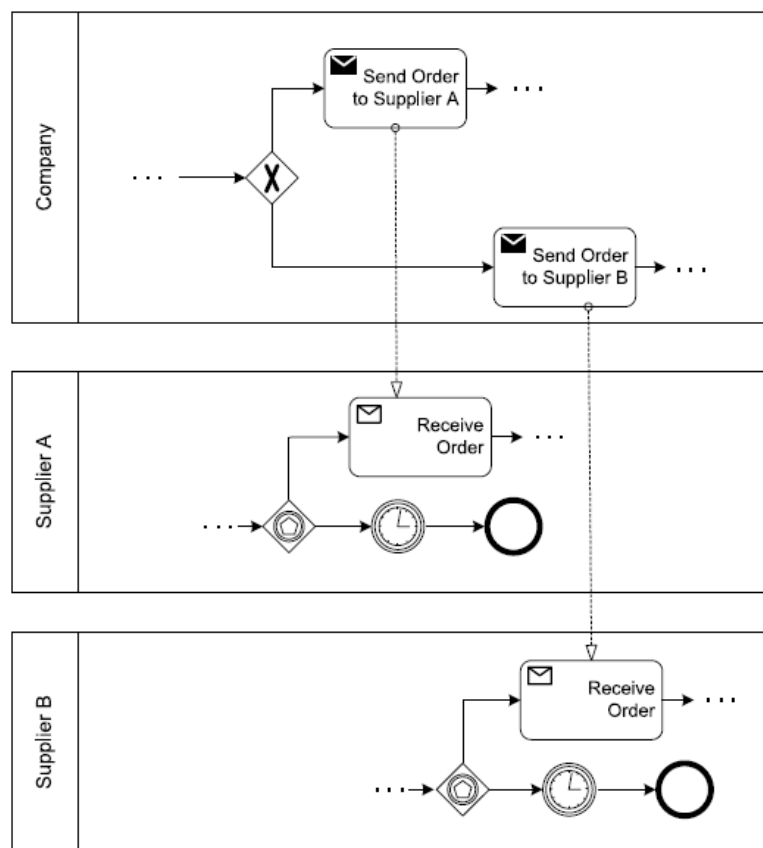 Company
Send Order
to Supplier A
. . .
. . .
Send Order
to Supplier B
. . .
Supplier A
Receive
Order
. . .
. . .
Supplier B
Receive
Order
. . .
. . .